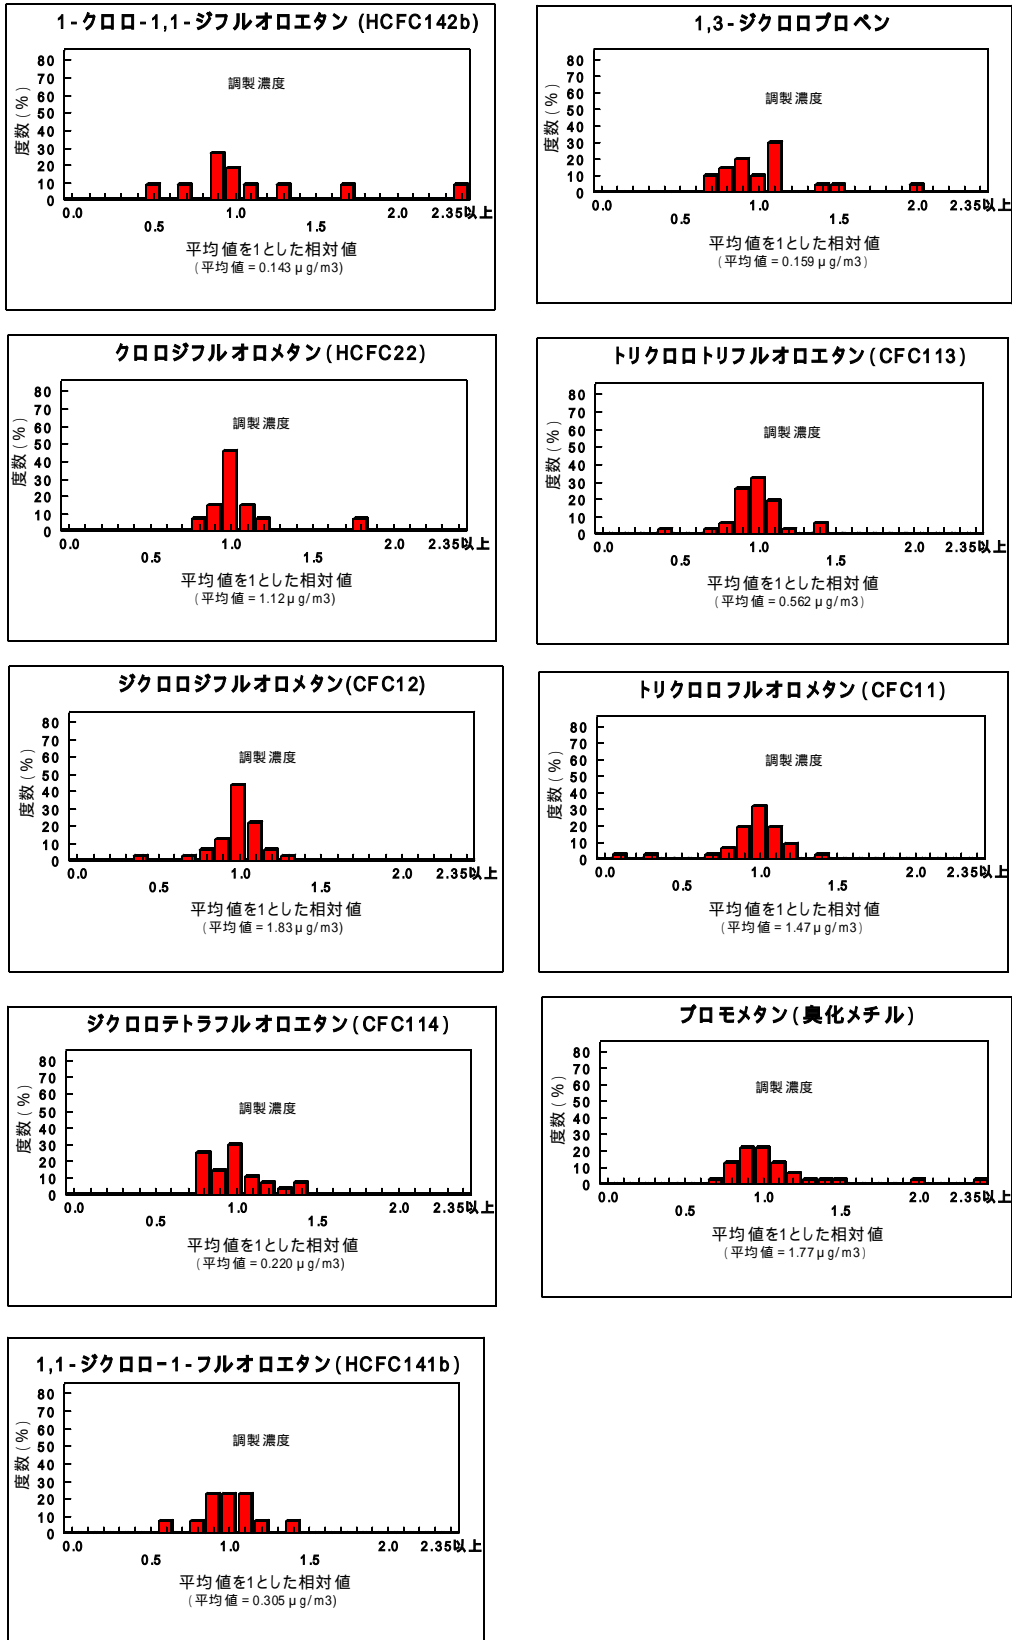 1-クロロ-1,1-ジフルオロエタン (HCFC142b)
度数(%)
80
70
60
50
40
30
20
10
0
調製濃度
0.0
0.5
1.0
1.5
2.0
2.35以上
平均値を1とした相対値
(平均値 = 0.143 μg/m3)
1,3-ジクロロプロペン
度数(%)
80
70
60
50
40
30
20
10
0
調製濃度
0.0
0.5
1.0
1.5
2.0
2.35以上
平均値を1とした相対値
(平均値 = 0.159 μg/m3)
クロロジフルオロメタン(HCFC22)
度数(%)
80
70
60
50
40
30
20
10
0
調製濃度
0.0
0.5
1.0
1.5
2.0
2.35以上
平均値を1とした相対値
(平均値 = 1.12μg/m3)
トリクロロトリフルオロエタン(CFC113)
度数(%)
80
70
60
50
40
30
20
10
0
調製濃度
0.0
0.5
1.0
1.5
2.0
2.35以上
平均値を1とした相対値
(平均値 = 0.562 μg/m3)
ジクロロジフルオロメタン(CFC12)
度数(%)
80
70
60
50
40
30
20
10
0
調製濃度
0.0
0.5
1.0
1.5
2.0
2.35以上
平均値を1とした相対値
(平均値 = 1.83μg/m3)
トリクロロフルオロメタン(CFC11)
度数(%)
80
70
60
50
40
30
20
10
0
調製濃度
0.0
0.5
1.0
1.5
2.0
2.35以上
平均値を1とした相対値
(平均値 = 1.47μg/m3)
ジクロロテトラフルオロエタン(CFC114)
度数(%)
80
70
60
50
40
30
20
10
0
調製濃度
0.0
0.5
1.0
1.5
2.0
2.35以上
平均値を1とした相対値
(平均値 = 0.220 μg/m3)
ブロモメタン(臭化メチル)
度数(%)
80
70
60
50
40
30
20
10
0
調製濃度
0.0
0.5
1.0
1.5
2.0
2.35以上
平均値を1とした相対値
(平均値 = 1.77μg/m3)
1,1-ジクロロー1-フルオロエタン(HCFC141b)
度数(%)
80
70
60
50
40
30
20
10
0
調製濃度
0.0
0.5
1.0
1.5
2.0
2.35以上
平均値を1とした相対値
(平均値 = 0.305 μg/m3)